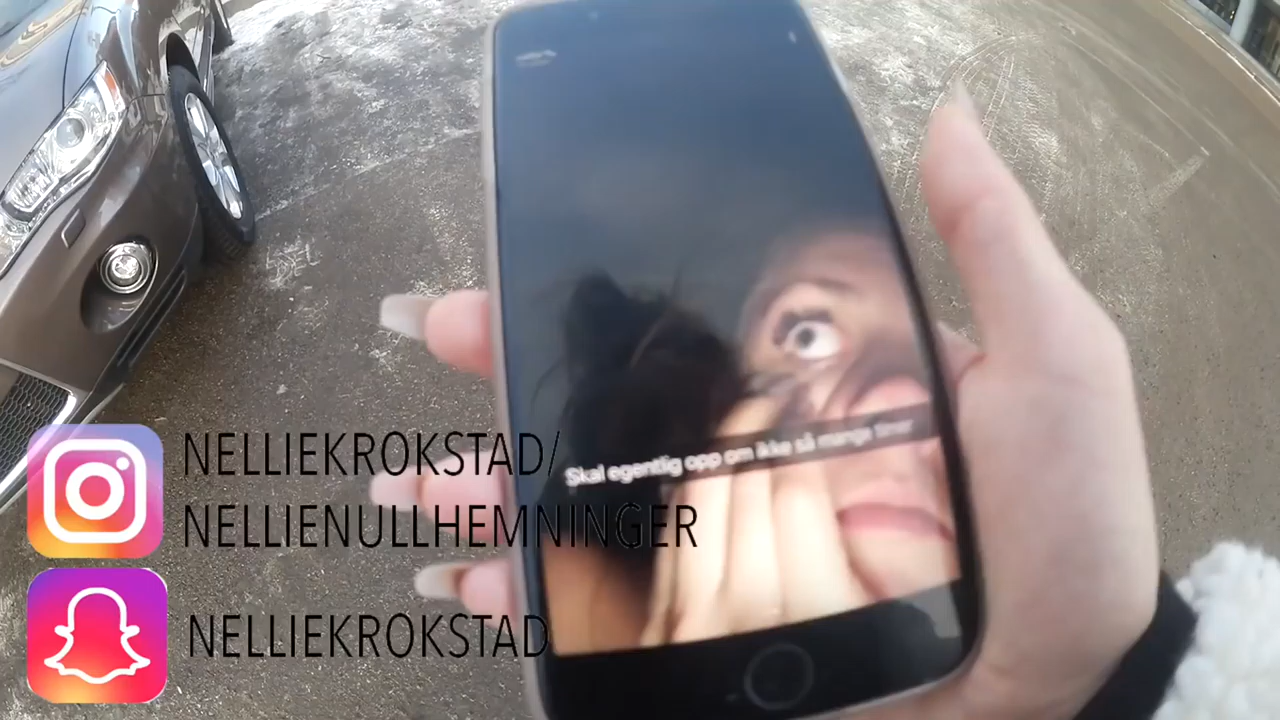 Skal egentlig opp om ikke så mange timer
NELLIEKROKSTAD/
NELLIENULLHEMNINGER
NELLIEKROKSTAD